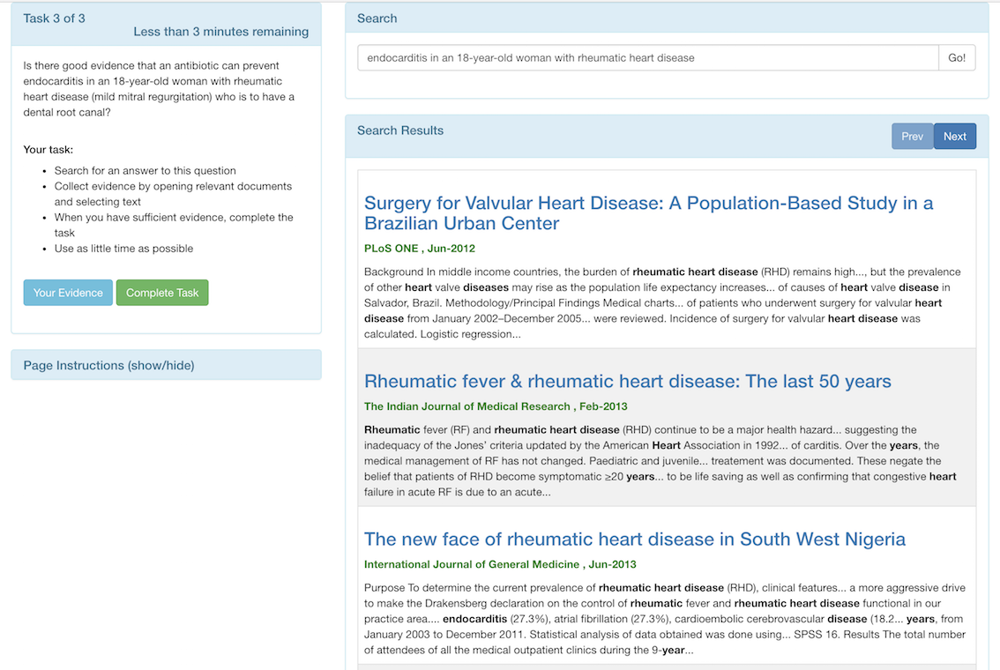 Task 3 of 3
Less than 3 minutes remaining
Is there good evidence that an antibiotic can prevent
endocarditis in an 18-year-old woman with rheumatic
heart disease (mild mitral regurgitation) who is to have a
dental root canal?
Your task:
• Search for an answer to this question
• Collect evidence by opening relevant documents
and selecting text
• When you have sufficient evidence, complete the
task
• Use as little time as possible
Your Evidence
Complete Task
Page Instructions (show/hide)
Search
endocarditis in an 18-year-old woman with rheumatic heart disease
Go!
Search Results
Prev
Next
Surgery for Valvular Heart Disease: A Population-Based Study in a
Brazilian Urban Center
PLoS ONE , Jun-2012
Background In middle income countries, the burden of rheumatic heart disease (RHD) remains high..., but the prevalence
of other heart valve diseases may rise as the population life expectancy increases... of causes of heart valve disease in
Salvador, Brazil. Methodology/Principal Findings Medical charts... of patients who underwent surgery for valvular heart
disease from January 2002–December 2005... were reviewed. Incidence of surgery for valvular heart disease was
calculated. Logistic regression...
Rheumatic fever & rheumatic heart disease: The last 50 years
The Indian Journal of Medical Research , Feb-2013
Rheumatic fever (RF) and rheumatic heart disease (RHD) continue to be a major health hazard... suggesting the
inadequacy of the Jones' criteria updated by the American Heart Association in 1992... of carditis. Over the years, the
medical management of RF has not changed. Paediatric and juvenile... treatement was documented. These negate the
belief that patients of RHD become symptomatic ≥20 years... to be life saving as well as confirming that congestive heart
failure in acute RF is due to an acute...
The new face of rheumatic heart disease in South West Nigeria
International Journal of General Medicine , Jun-2013
Purpose To determine the current prevalence of rheumatic heart disease (RHD), clinical features... a more aggressive drive
to make the Drakensberg declaration on the control of rheumatic fever and rheumatic heart disease functional in our
practice area.... endocarditis (27.3%), atrial fibrillation (27.3%), cardioembolic cerebrovascular disease (18.2... years, from
January 2003 to December 2011. Statistical analysis of data obtained was done using... SPSS 16. Results The total number
of attendees of all the medical outpatient clinics during the 9-year...